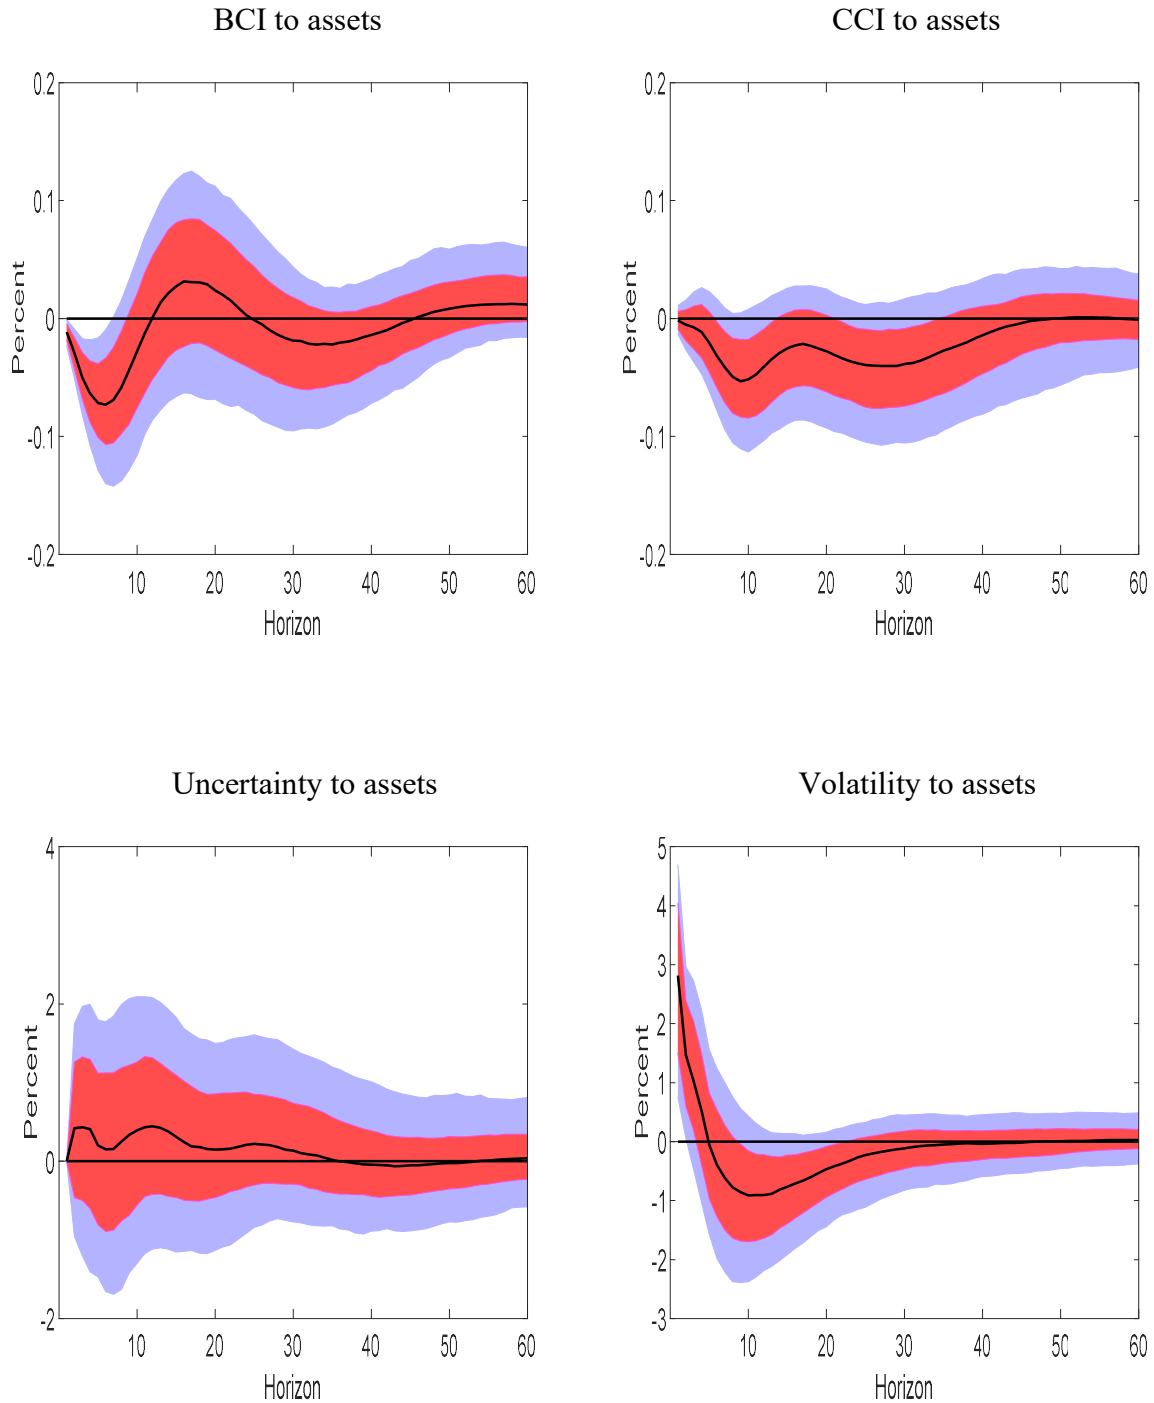 BCI to assets
CCI to assets
0.2
0.1
0
-0.1
-0.2
Percent
10 20 30 40 50 60
Horizon
0.2
0.1
0
-0.1
-0.2
Percent
10 20 30 40 50 60
Horizon
Uncertainty to assets
Volatility to assets
4
2
0
-2
Percent
10 20 30 40 50 60
Horizon
5
4
3
2
1
0
-1
-2
-3
Percent
10 20 30 40 50 60
Horizon